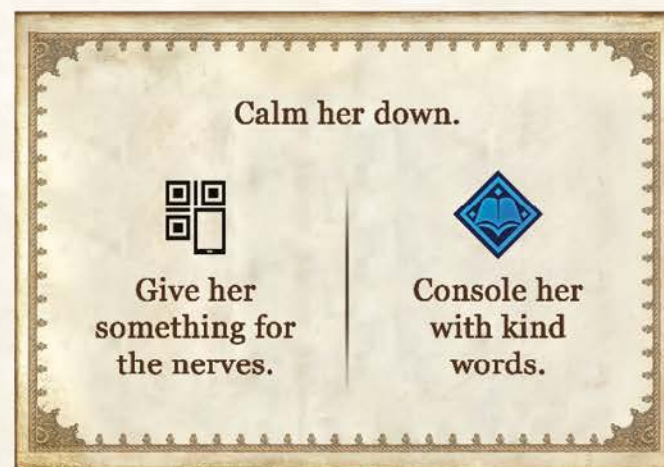 Calm her down.
Give her
something for
the nerves.
Console her
with kind
words.